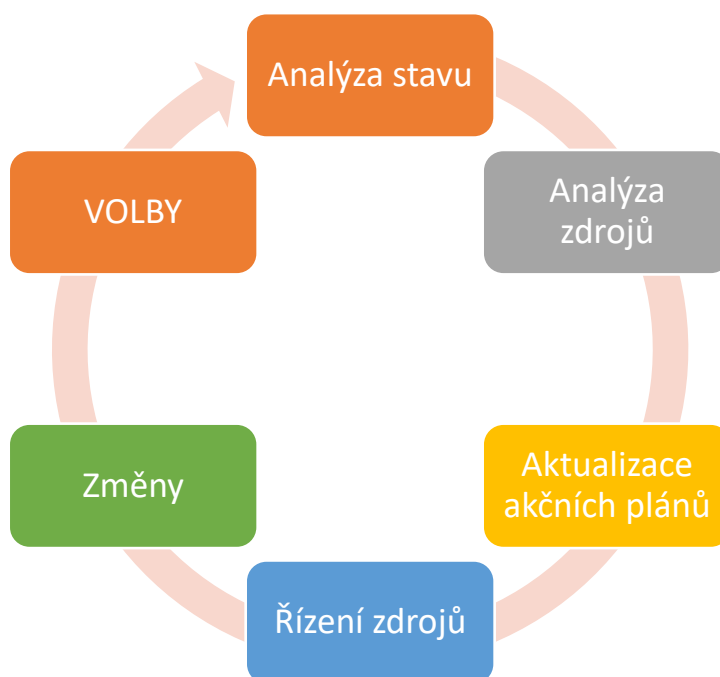 Analýza stavu
Analýza
zdrojů
Aktualizace
akčních plánů
Řízení zdrojů
Změny
VOLBY